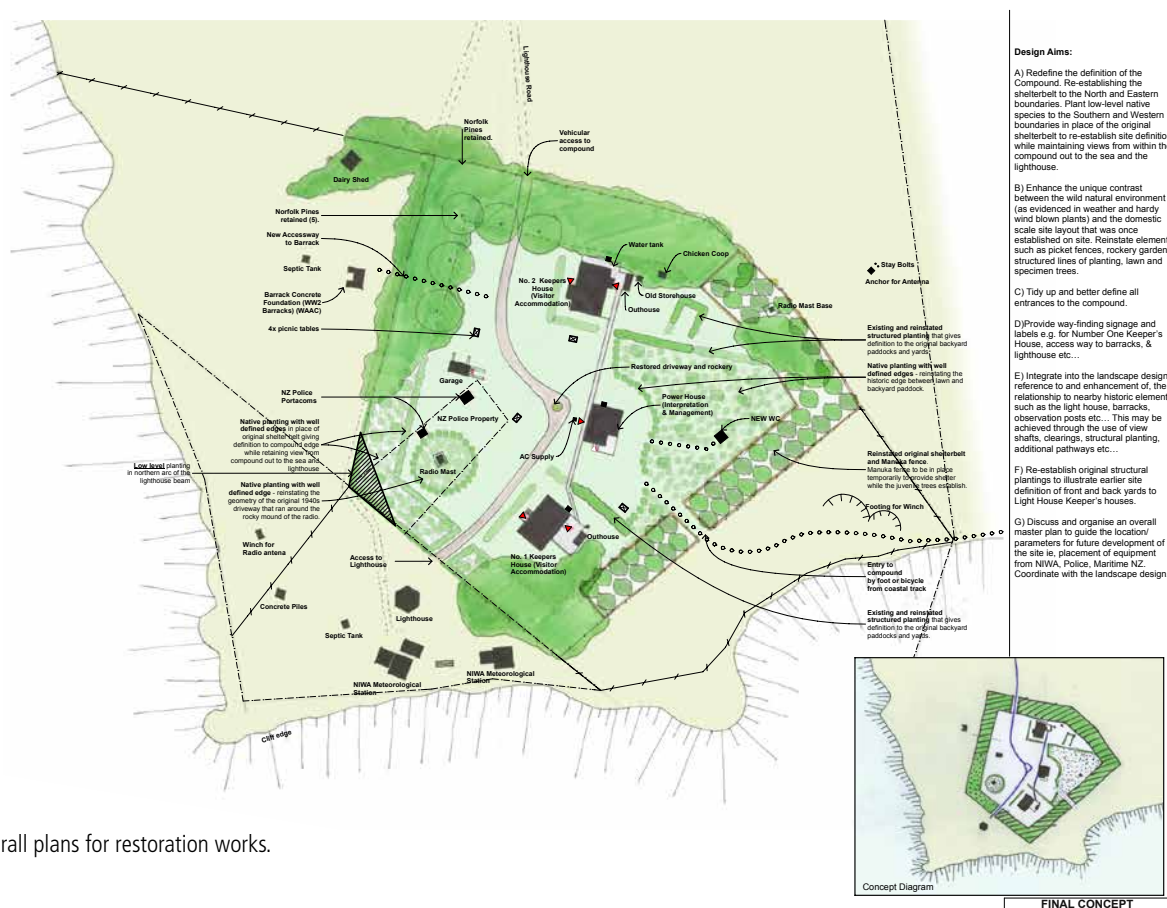 Lighthouse Road
Norfolk
Pines
retained.
Vehicular
access to
compound
Dairy Shed
Norfolk Pines
retained (5).
New Accessway
to Barrack
Septic Tank
Barrack Concrete
Foundation (WW2
Barracks) (WAAC)
4x picnic tables
Garage
NZ Police
Portacoms
NZ Police Property
Native planting with well
defined edges in place of
original shelter belt giving
definition to compound edge
while retaining view from
compound out to the sea and
lighthouse
Low level planting
in northern arc of the
lighthouse beam
Native planting with well
defined edge - reinstating the
geometry of the original 1940s
driveway that ran around the
rocky mound of the radio.
Radio Mast
Winch for
Radio antena
Access to
Lighthouse
Concrete Piles
Lighthouse
Septic Tank
NIWA Meteorological
Station
NIWA Meteorological
Station
Cliff edge
Water tank
Chicken Coop
No. 2 Keepers
House (Visitor
Accommodation)
Old Storehouse
Outhouse
Stay Bolts
Anchor for Antenna
Radio Mast Base
Existing and reinstated
structured planting that gives
definition to the original backyard
paddocks and yards.
Restored driveway and rockery
Native planting with well
defined edges - reinstating the
historic edge between lawn and
backyard paddock.
Power House
(Interpretation
& Management)
NEW WC
AC Supply
Reinstated original shelterbelt
and Manuka fence.
Manuka fence to be in place
temporarily to provide shelter
while the juvenile trees establish.
Footing for Winch
Outhouse
No. 1 Keepers
House (Visitor
Accommodation)
Entry to
compound
by foot or bicycle
from coastal track
Existing and reinstated
structured planting that gives
definition to the original backyard
paddocks and yards.
Design Aims:
A) Redefine the definition of the
Compound. Re-establishing the
shelterbelt to the North and Eastern
boundaries. Plant low-level native
species to the Southern and Western
boundaries in place of the original
shelterbelt to re-establish site definitio
while maintaining views from within th
compound out to the sea and the
lighthouse.
B) Enhance the unique contrast
between the wild natural environment
(as evidenced in weather and hardy
wind blown plants) and the domestic
scale site layout that was once
established on site. Reinstate element
such as picket fences, rockery garden
structured lines of planting, lawn and
specimen trees.
C) Tidy up and better define all
entrances to the compound.
D)Provide way-finding signage and
labels e.g. for Number One Keeper's
House, access way to barracks, &
lighthouse etc…
E) Integrate into the landscape design
reference to and enhancement of, the
relationship to nearby historic element
such as the light house, barracks,
observation posts etc… This may be
achieved through the use of view
shafts, clearings, structural planting,
additional pathways etc…
F) Re-establish original structural
plantings to illustrate earlier site
definition of front and back yards to
Light House Keeper's houses.
G) Discuss and organise an overall
master plan to guide the location/
parameters for future development of
the site ie, placement of equipment
from NIWA, Police, Maritime NZ.
Coordinate with the landscape design
Concept Diagram
FINAL CONCEPT
rall plans for restoration works.